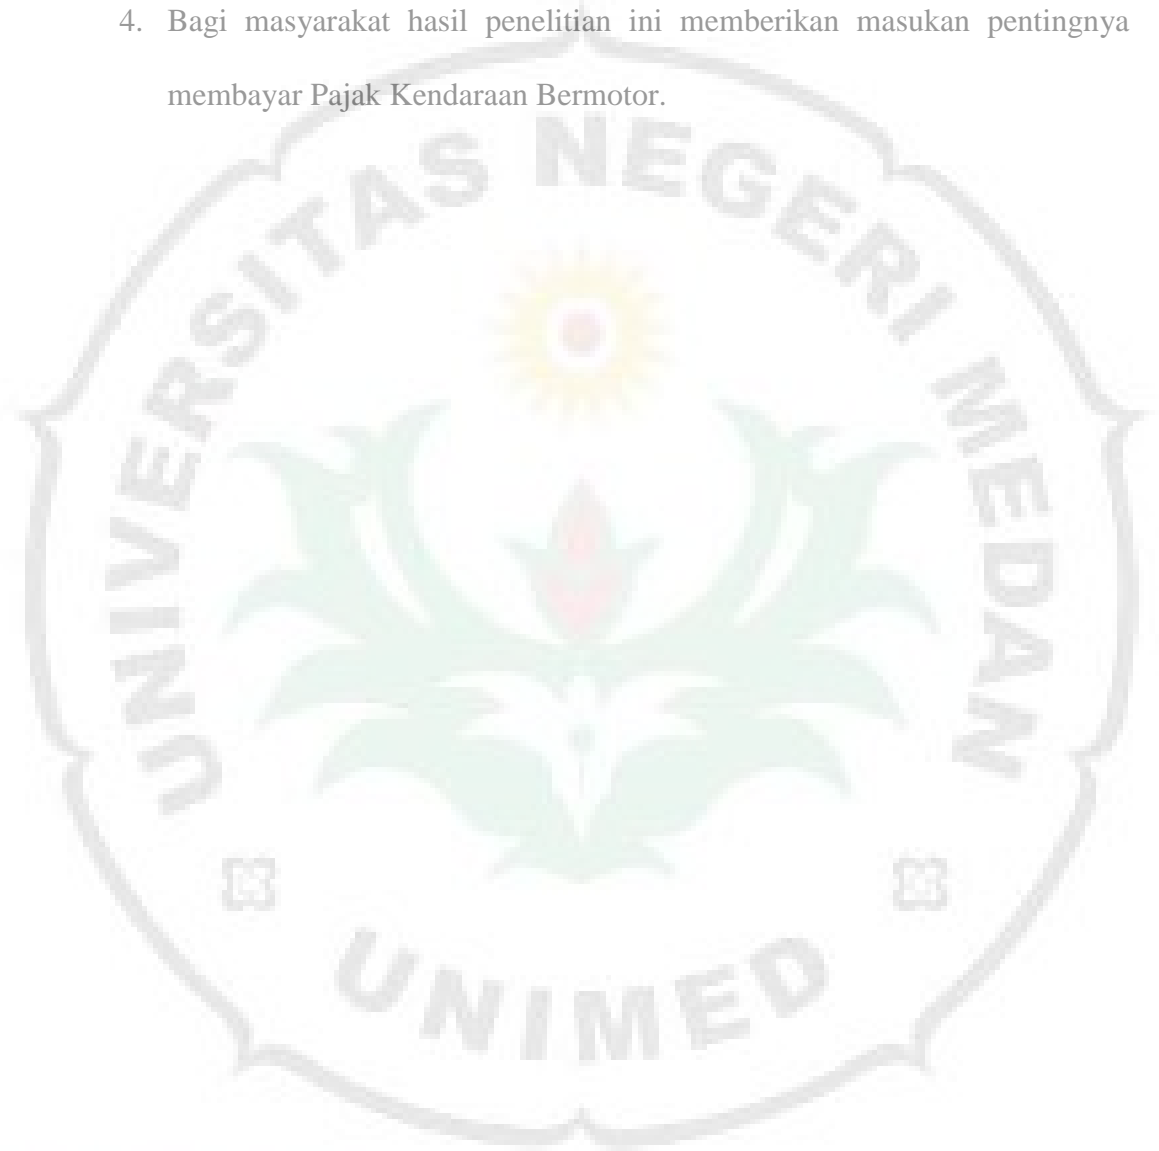 4. Bagi masyarakat hasil penelitian ini memberikan masukan pentingnya
membayar Pajak Kendaraan Bermotor.
UNIVERSITAS NEGERI MEDAN
UNIMED